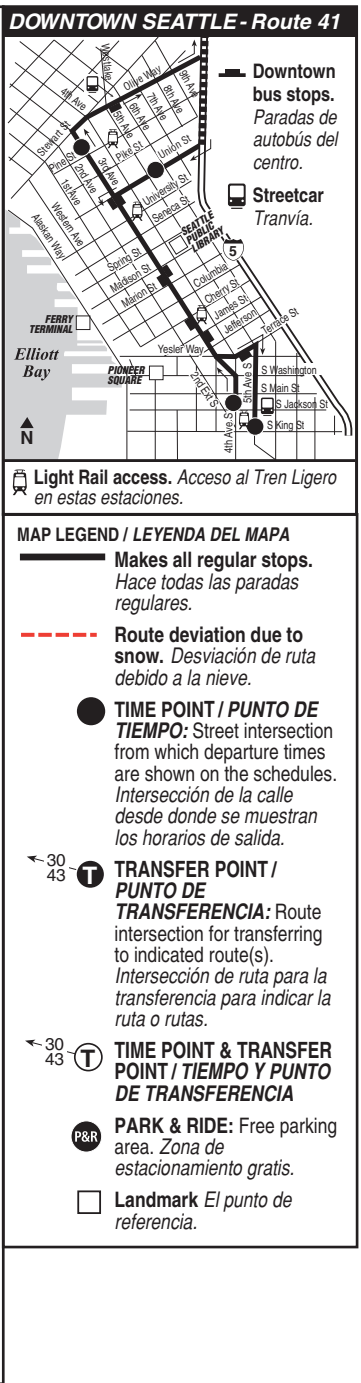 DOWNTOWN SEATTLE - Route 41
Westlake
Olive Way
9th Ave
8th Ave
7th Ave
6th Ave
5th Ave
4th Ave
Stewart St
Pine St
Pike St
Union St
3rd Ave
2nd Ave
1st Ave
Western Ave
Alaskan Way
University St
Seneca St
SEATTLE
PUBLIC
LIBRARY
5
Spring St
Madison St
Marion St
Columbia
Cherry St
James St
Jefferson
Terrace St
Yesler Way
FERRY
TERMINAL
Elliott
Bay
PIONEER
SQUARE
2nd Ext S
4th Ave S
5th Ave S
S Washington
S Main St
S Jackson St
S King St
N
Downtown
bus stops.
Paradas de
autobús del
centro.
Streetcar
Tranvía.
Light Rail access. Acceso al Tren Ligero
en estas estaciones.
MAP LEGEND / LEYENDA DEL MAPA
Makes all regular stops.
Hace todas las paradas
regulares.
Route deviation due to
snow. Desviación de ruta
debido a la nieve.
TIME POINT / PUNTO DE
TIEMPO: Street intersection
from which departure times
are shown on the schedules.
Intersección de la calle
desde donde se muestran
los horarios de salida.
30
43 T TRANSFER POINT /
PUNTO DE
TRANSFERENCIA: Route
intersection for transferring
to indicated route(s).
Intersección de ruta para la
transferencia para indicar la
ruta o rutas.
30
43 T TIME POINT & TRANSFER
POINT / TIEMPO Y PUNTO
DE TRANSFERENCIA
P&R PARK & RIDE: Free parking
area. Zona de
estacionamiento gratis.
Landmark El punto de
referencia.